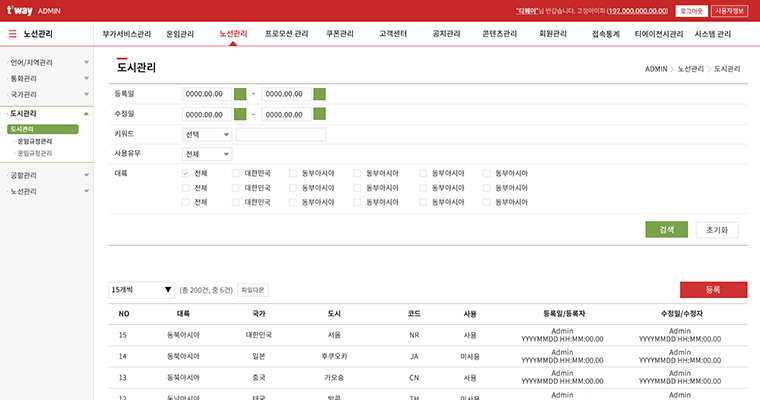 t'way ADMIN
"티웨이"님 반갑습니다. 고정아이피 (192.000.000.00.00) 로그아웃 사용자정보
노선관리 부가서비스관리 운임관리 노선관리 프로모션 관리 쿠폰관리 고객센터 공지관리 콘텐츠관리 회원관리 접속통계 티에이전시관리 시스템 관리
· 언어/지역관리
· 통화관리
· 국가관리
· 도시관리
도시관리
· 운임규정관리
· 운임규정관리
· 공항관리
· 노선관리
도시관리 ADMIN > 노선관리 > 도시관리
등록일 0000.00.00 ~ 0000.00.00
수정일 0000.00.00 ~ 0000.00.00
키워드 선택
사용유무 전체
대륙 전체 대한민국 동부아시아 동부아시아 동부아시아 동부아시아
전체 대한민국 동부아시아 동부아시아 동부아시아 동부아시아
전체 대한민국 동부아시아 동부아시아 동부아시아 동부아시아
검색 초기화
15개씩 (총 200건, 중 6건) 파일다운 등록
NO 대륙 국가 도시 코드 사용 등록일/등록자 수정일/수정자
15 동북아시아 대한민국 서울 NR 사용 Admin YYYYMMDD HH:MM:00.00 Admin YYYYMMDD HH:MM:00.00
14 동북아시아 일본 후쿠오카 JA 미사용 Admin YYYYMMDD HH:MM:00.00 Admin YYYYMMDD HH:MM:00.00
13 동북아시아 중국 가오슝 CN 사용 Admin YYYYMMDD HH:MM:00.00 Admin YYYYMMDD HH:MM:00.00
12 동남아시아 태국 방콕 TH 미사용 Admin Admin